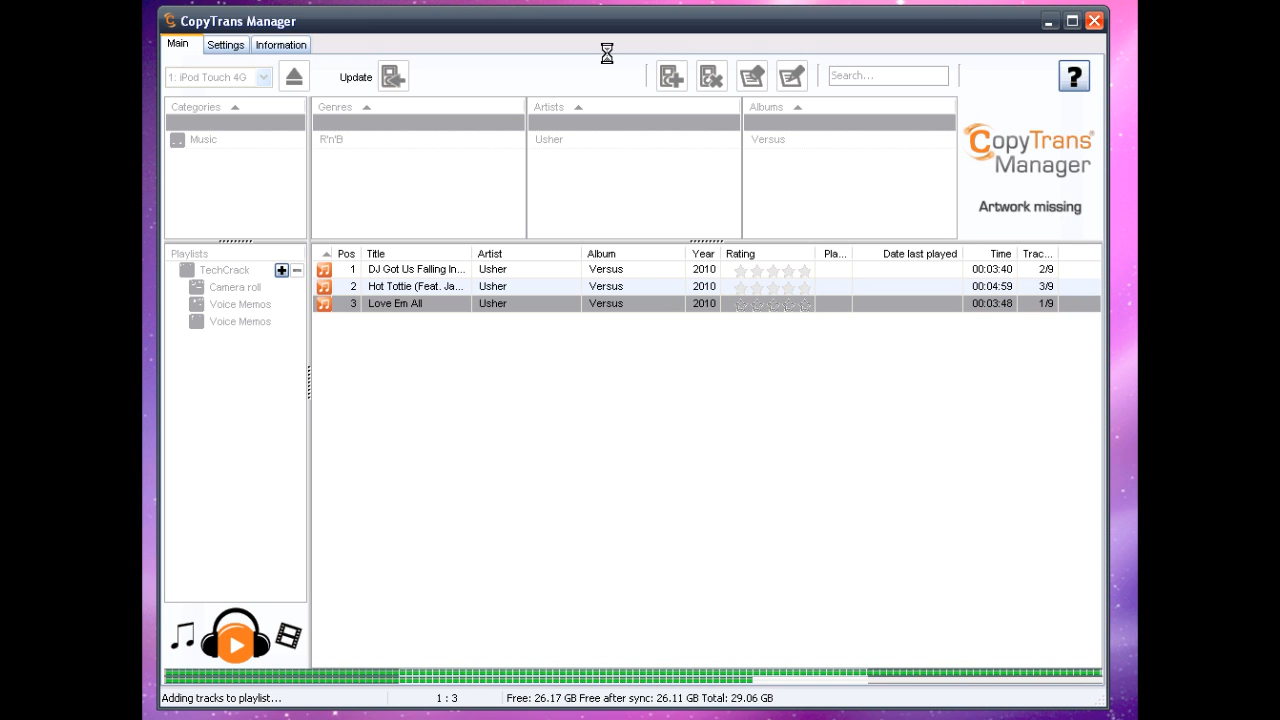 CopyTrans Manager
Main Settings Information
1: iPod Touch 4G Update Search... ?
Categories Genres Artists Albums
Music R'n'B Usher Versus
CopyTrans
Manager
Artwork missing
Playlists
TechCrack
Camera roll
Voice Memos
Voice Memos
Pos Title Artist Album Year Rating Pla... Date last played Time Trac...
1 DJ Got Us Falling In... Usher Versus 2010 00:03:40 2/9
2 Hot Tottie (Feat. Ja... Usher Versus 2010 00:04:59 3/9
3 Love Em All Usher Versus 2010 00:03:48 1/9
Adding tracks to playlist... 1 : 3 Free: 26.17 GB Free after sync: 26.11 GB Total: 29.06 GB